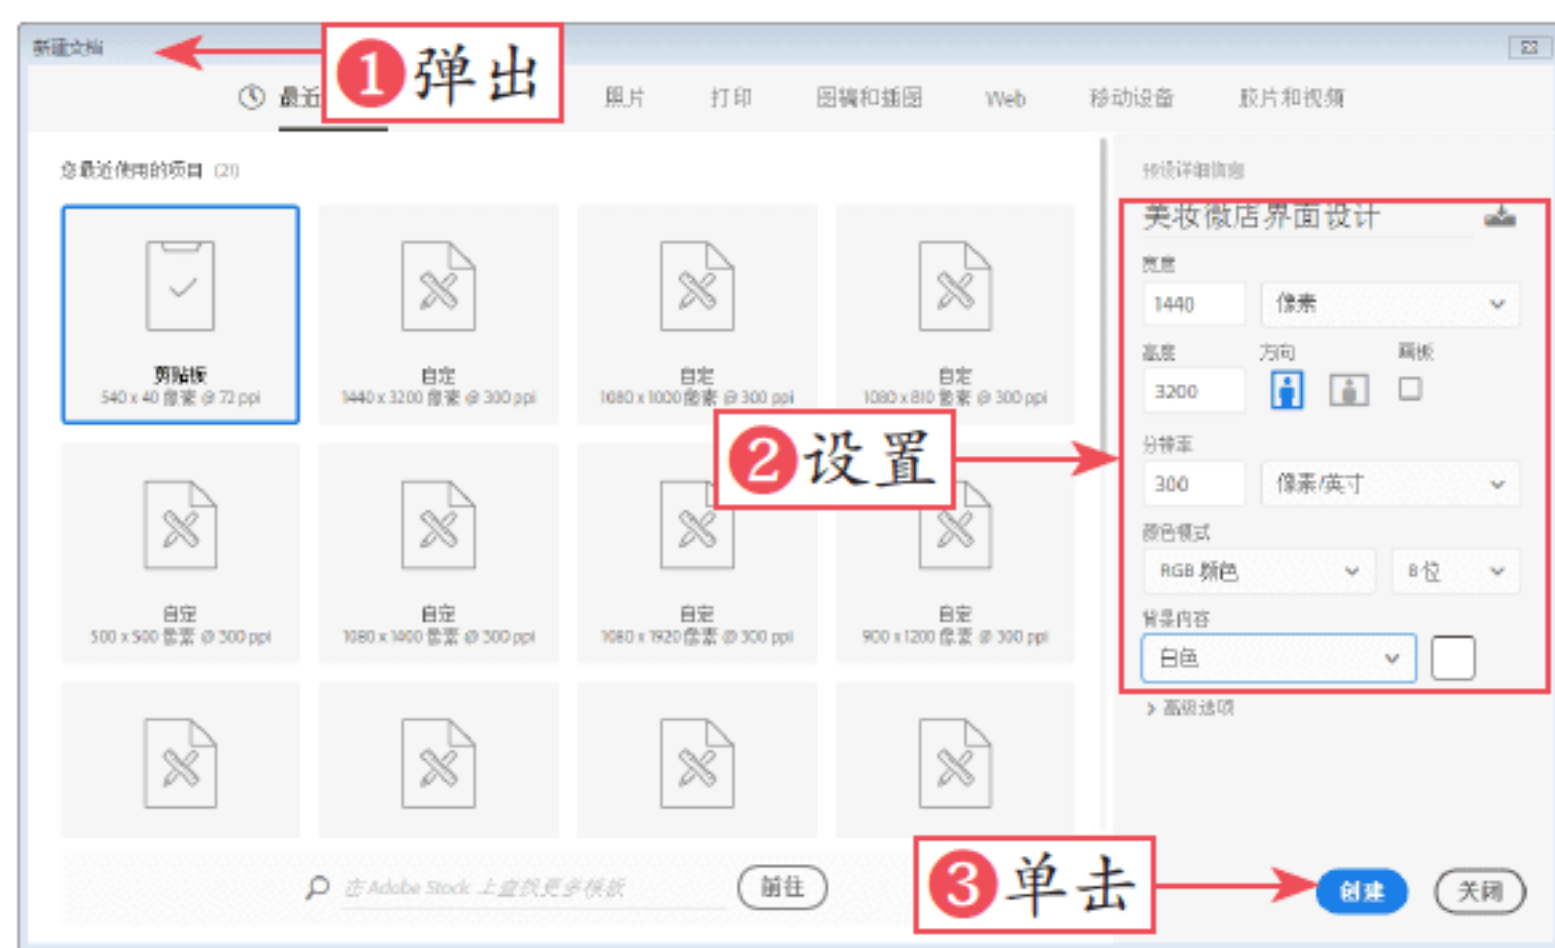 新建文档
❶弹出
最近
照片
打印
图稿和插图
Web
移动设备
胶片和视频
您最近使用的项目 (21)
剪贴板
540 x 40 像素 @ 72 ppi
自定
1440 x 3200 像素 @ 300 ppi
自定
1080 x 1000 像素 @ 300 ppi
自定
1080 x 810 像素 @ 300 ppi
自定
500 x 500 像素 @ 300 ppi
自定
1080 x 1400 像素 @ 300 ppi
自定
1080 x 1920 像素 @ 300 ppi
自定
900 x 1200 像素 @ 300 ppi
在 Adobe Stock 上查找更多模板
前往
预设详细信息
美妆微店界面设计
宽度
1440
像素
❷设置
高度
方向
画板
3200
分辨率
300
像素/英寸
颜色模式
RGB 颜色
8 位
背景内容
白色
高级选项
❸单击
创建
关闭